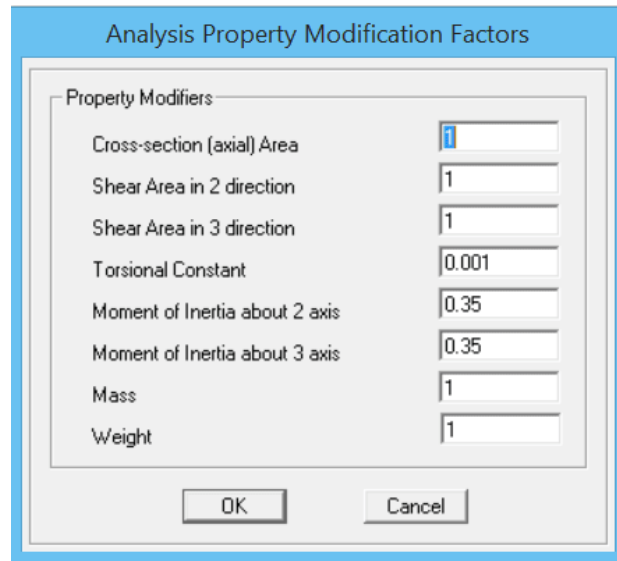 Analysis Property Modification Factors
Property Modifiers
Cross-section (axial) Area 1
Shear Area in 2 direction 1
Shear Area in 3 direction 1
Torsional Constant 0.001
Moment of Inertia about 2 axis 0.35
Moment of Inertia about 3 axis 0.35
Mass 1
Weight 1
OK Cancel